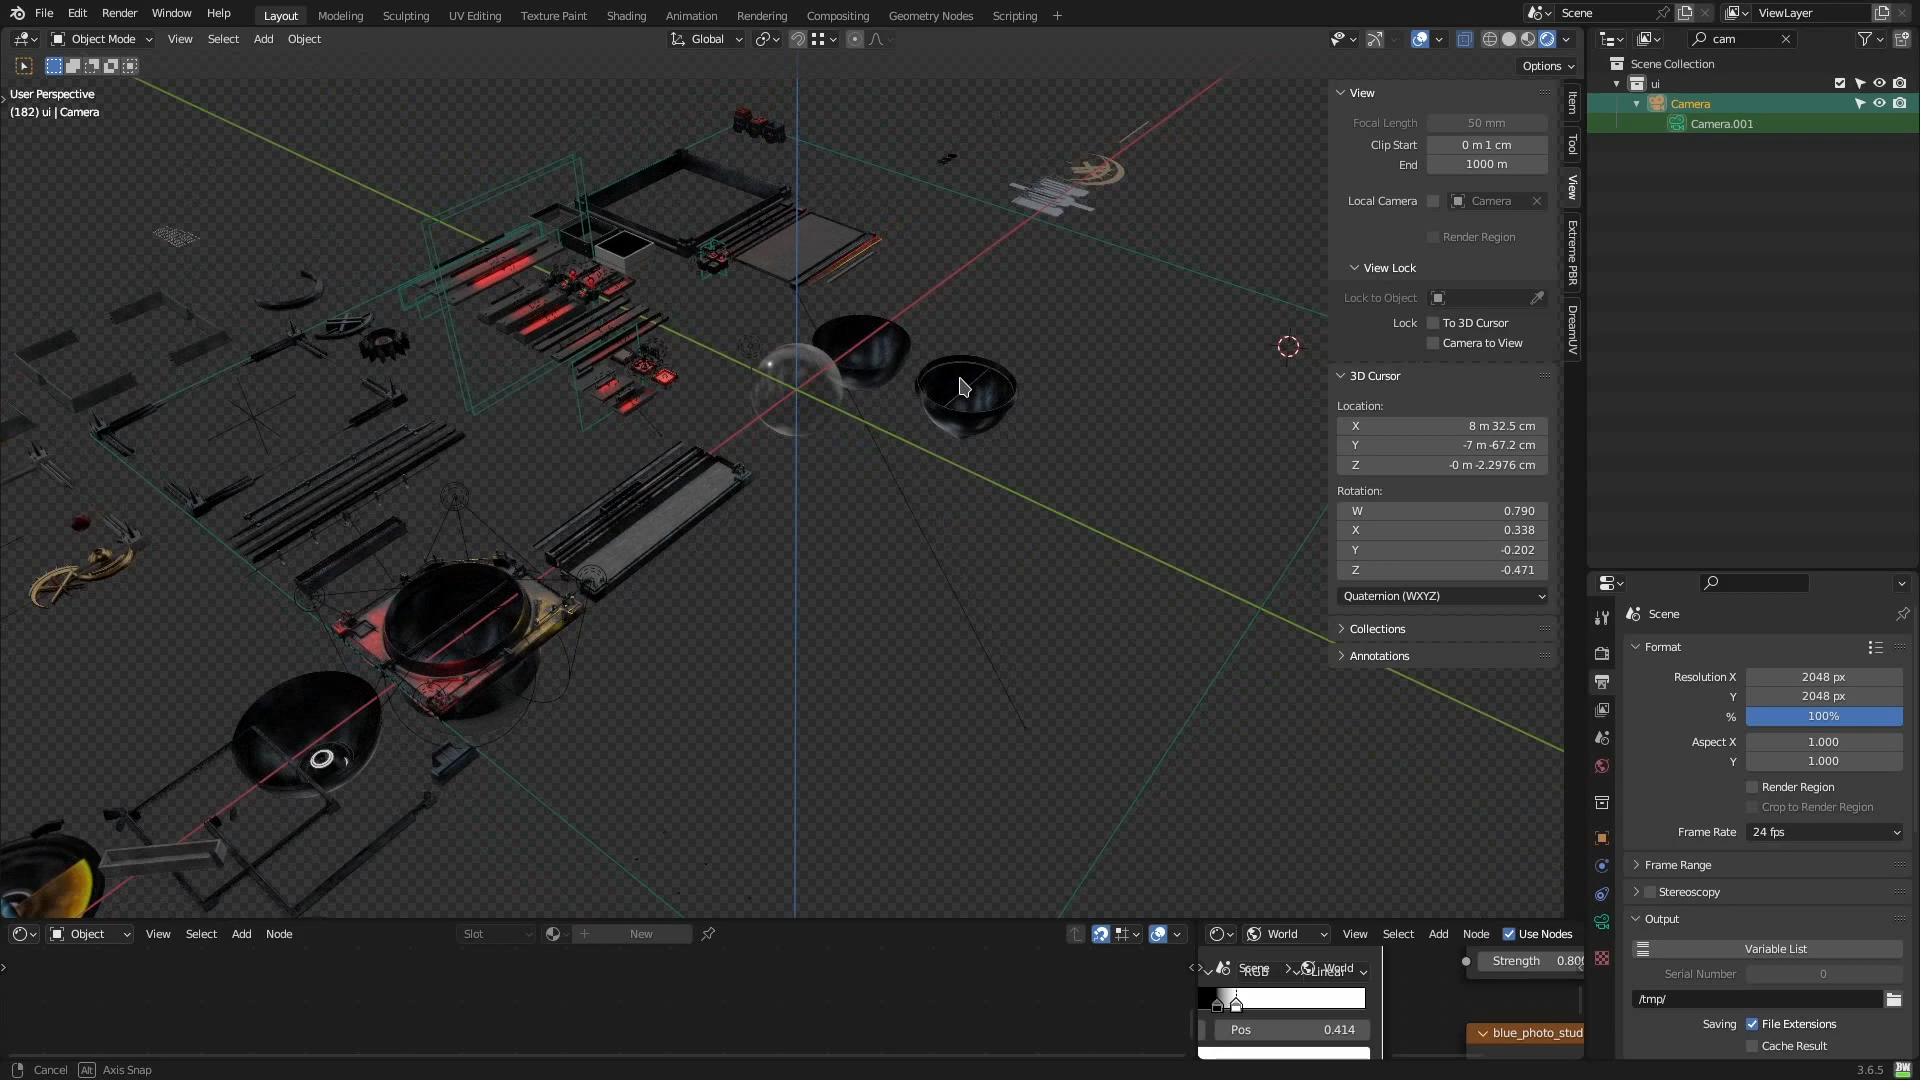 File Edit Render Window Help Layout Modeling Sculpting UV Editing Texture Paint Shading Animation Rendering Compositing Geometry Nodes Scripting + Scene ViewLayer
Object Mode View Select Add Object Global cam
Options
User Perspective
(182) ui | Camera
Scene Collection
ui
Camera
Camera.001
View
Focal Length 50 mm
Clip Start 0 m 1 cm
End 1000 m
Local Camera Camera
Render Region
View Lock
Lock to Object
Lock To 3D Cursor
Camera to View
3D Cursor
Location:
X 8 m 32.5 cm
Y -7 m -67.2 cm
Z -0 m -2.2976 cm
Rotation:
W 0.790
X 0.338
Y -0.202
Z -0.471
Quaternion (WXYZ)
Collections
Annotations
Item
Tool
View
Extreme PBR
DreamUV
Scene
Format
Resolution X 2048 px
Y 2048 px
% 100%
Aspect X 1.000
Y 1.000
Render Region
Crop to Render Region
Frame Rate 24 fps
Frame Range
Stereoscopy
Output
Variable List
Serial Number 0
/tmp/
Saving File Extensions
Cache Result
Object View Select Add Node Slot New
World View Select Add Node Use Nodes
Scene World
RGB Linear
Pos 0.414
Strength 0.80
blue_photo_stud
Cancel Alt Axis Snap
3.6.5 BW